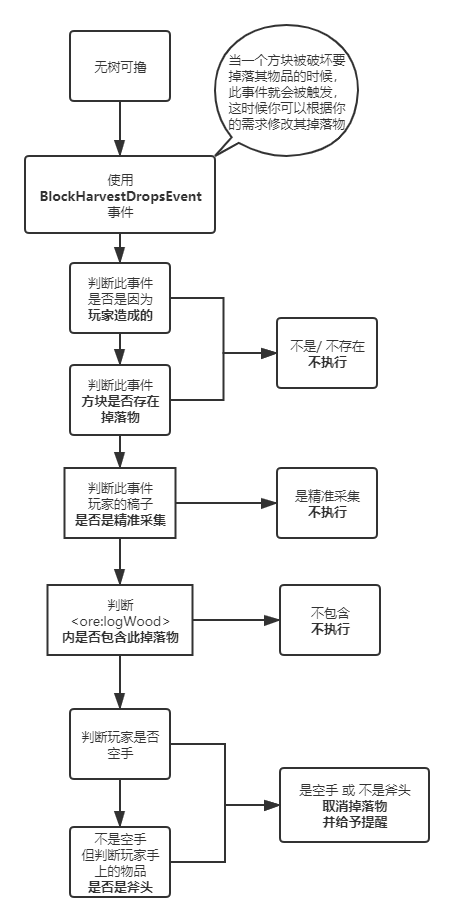 无树可撸
当一个方块被破坏要
掉落其物品的时候，
此事件就会被触发，
这时候你可以根据你
的需求修改其掉落物
使用
BlockHarvestDropsEvent
事件
判断此事件
是否是因为
玩家造成的
不是/ 不存在
不执行
判断此事件
方块是否存在
掉落物
判断此事件
玩家的稿子
是否是精准采集
是精准采集
不执行
判断
<ore:logWood>
内是否包含此掉落物
不包含
不执行
判断玩家是否
空手
是空手 或 不是斧头
取消掉落物
并给予提醒
不是空手
但判断玩家手
上的物品
是否是斧头